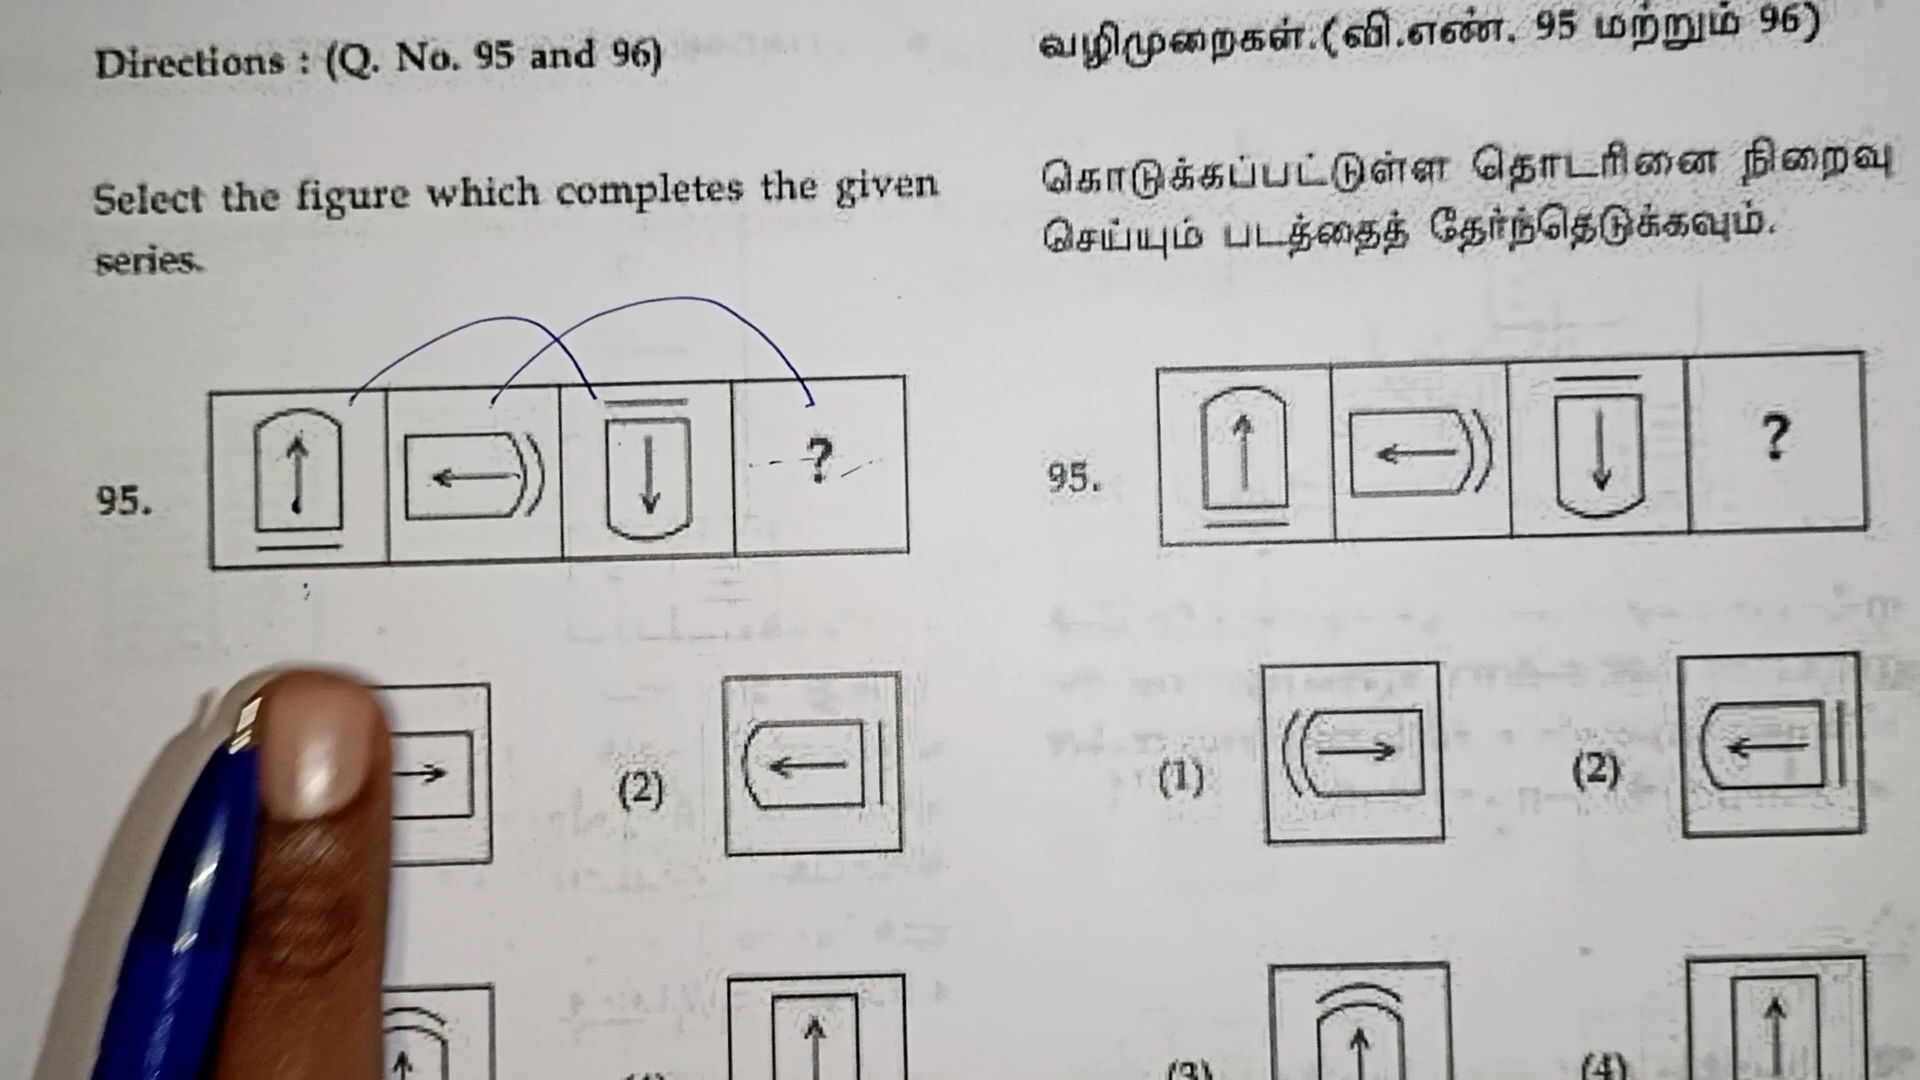 Directions : (Q. No. 95 and 96)
Select the figure which completes the given
series.
95.
?
(2)
வழிமுறைகள்.(வி.எண். 95 மற்றும் 96)
கொடுக்கப்பட்டுள்ள தொடரினை நிறைவு
செய்யும் படத்தைத் தேர்ந்தெடுக்கவும்.
95.
?
(1)
(2)
(3)
(4)